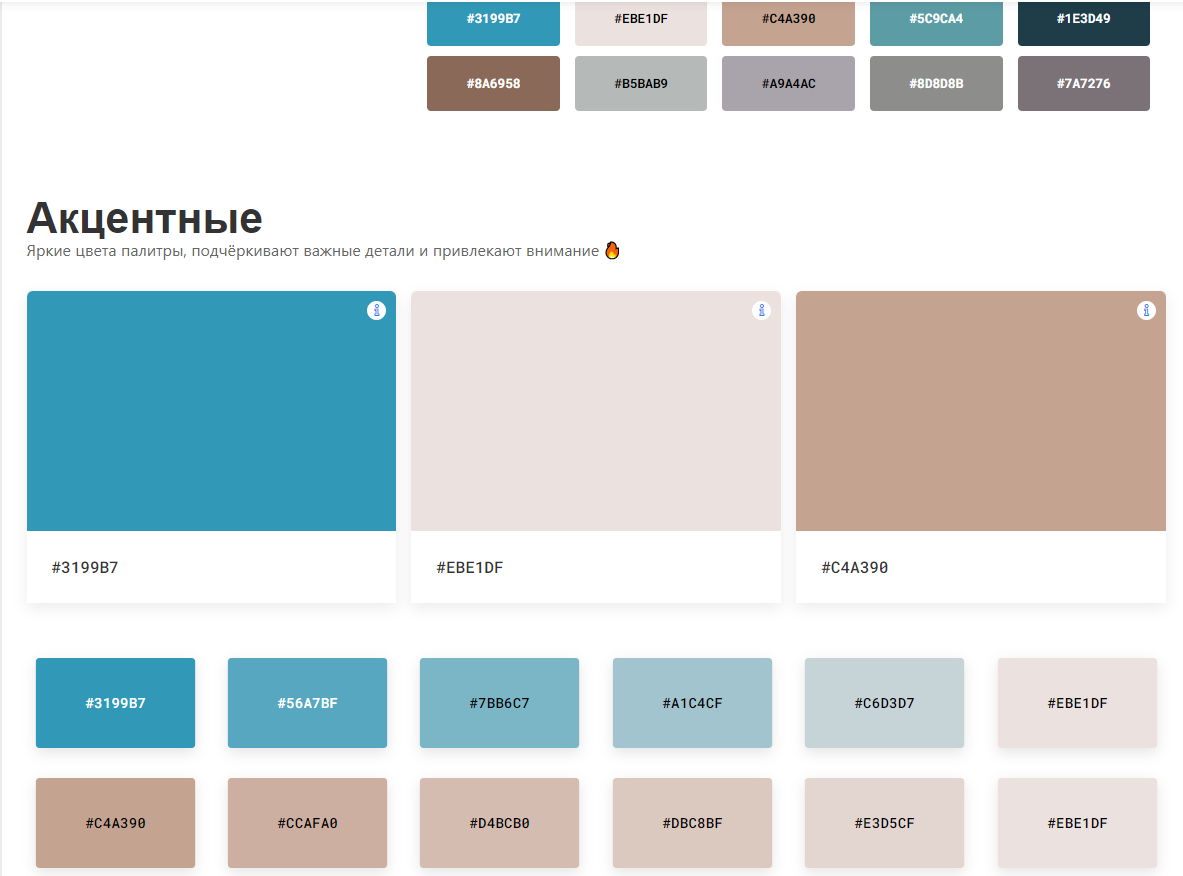 #3199B7 #EBE1DF #C4A390 #5C9CA4 #1E3D49
#8A6958 #B5BAB9 #A9A4AC #8D8D8B #7A7276
Акцентные
Яркие цвета палитры, подчёркивают важные детали и привлекают внимание 🔥
#3199B7 #EBE1DF #C4A390
#3199B7 #56A7BF #7BB6C7 #A1C4CF #C6D3D7 #EBE1DF
#C4A390 #CCAFA0 #D4BCB0 #DBC8BF #E3D5CF #EBE1DF